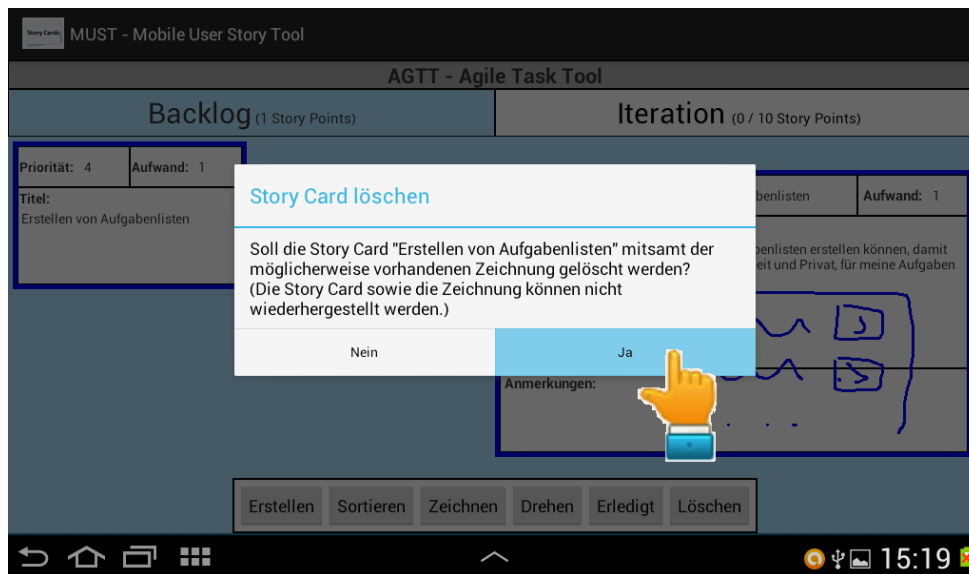 Story Cards
MUST - Mobile User Story Tool
AGTT - Agile Task Tool
Backlog (1 Story Points)
Iteration (0 / 10 Story Points)
Priorität: 4 Aufwand: 1
Titel:
Erstellen von Aufgabenlisten
benlisten Aufwand: 1
benlisten erstellen können, damit
eit und Privat, für meine Aufgaben
Story Card löschen
Soll die Story Card "Erstellen von Aufgabenlisten" mitsamt der
möglicherweise vorhandenen Zeichnung gelöscht werden?
(Die Story Card sowie die Zeichnung können nicht
wiederhergestellt werden.)
Nein Ja
Anmerkungen:
Erstellen Sortieren Zeichnen Drehen Erledigt Löschen
15:19